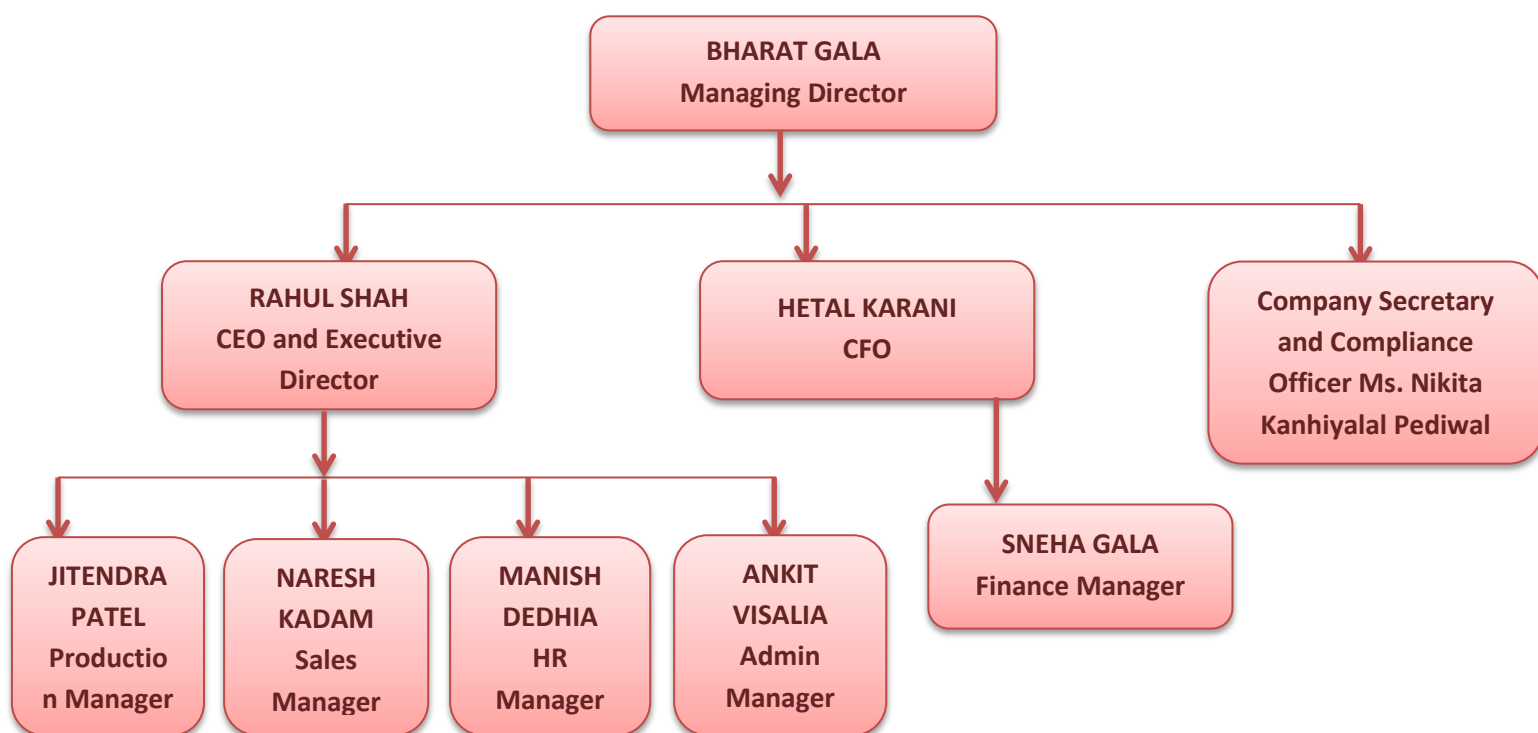 BHARAT GALA
Managing Director
RAHUL SHAH
CEO and Executive
Director
HETAL KARANI
CFO
Company Secretary
and Compliance
Officer Ms. Nikita
Kanhiyalal Pediwal
JITENDRA
PATEL
Productio
n Manager
NARESH
KADAM
Sales
Manager
MANISH
DEDHIA
HR
Manager
ANKIT
VISALIA
Admin
Manager
SNEHA GALA
Finance Manager